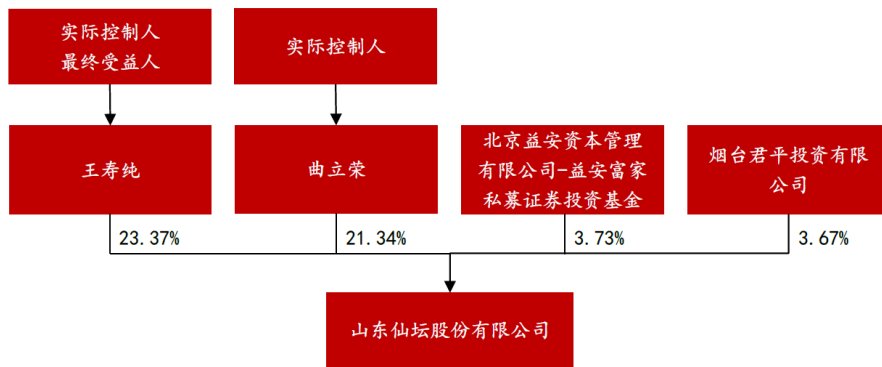 实际控制人
最终受益人
实际控制人
王寿纯
曲立荣
北京益安资本管理
有限公司-益安富家
私募证券投资基金
烟台君平投资有限
公司
23.37%
21.34%
3.73%
3.67%
山东仙坛股份有限公司